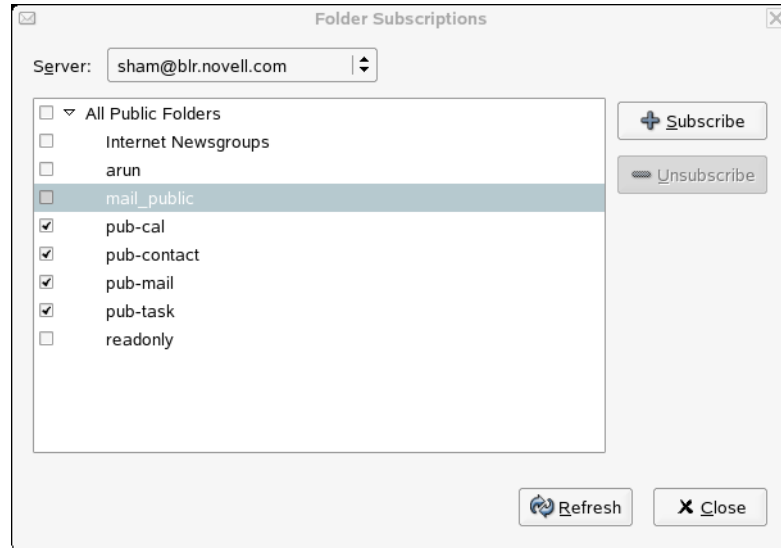 Folder Subscriptions
Server: sham@blr.novell.com
All Public Folders
Internet Newsgroups
arun
mail_public
pub-cal
pub-contact
pub-mail
pub-task
readonly
Subscribe
Unsubscribe
Refresh
Close